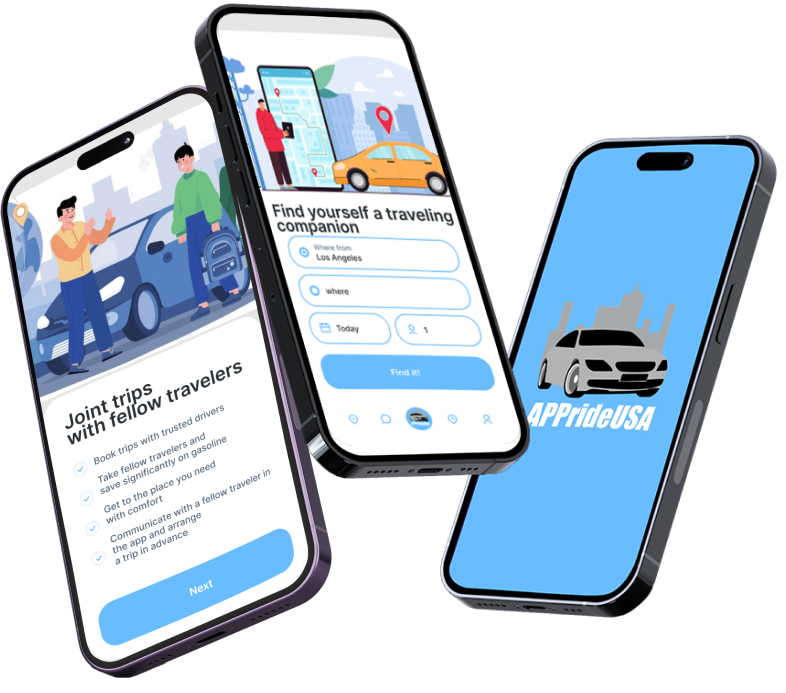 Joint trips
with fellow travelers
Book trips with trusted drivers
Take fellow travelers and
save significantly on gasoline
Get to the place you need
with comfort
Communicate with a fellow traveler in
the app and arrange
a trip in advance
Next
Find yourself a traveling
companion
Where from
Los Angeles
where
Today
1
Find it!
APPrideUSA